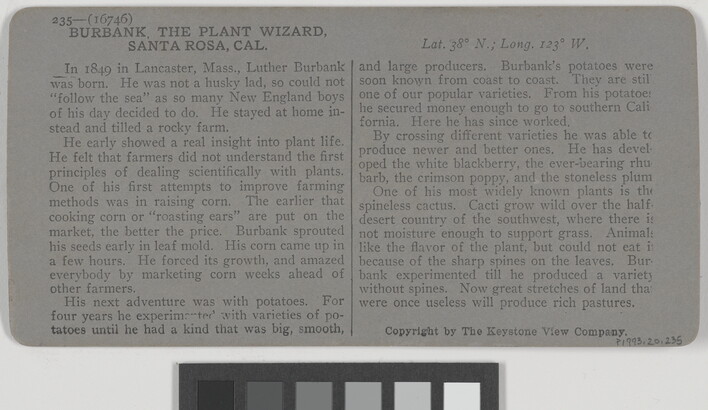 235—(16746)
BURBANK, THE PLANT WIZARD,
SANTA ROSA, CAL.
In 1849 in Lancaster, Mass., Luther Burbank
was born. He was not a husky lad, so could not
"follow the sea" as so many New England boys
of his day decided to do. He stayed at home in-
stead and tilled a rocky farm.
He early showed a real insight into plant life.
He felt that farmers did not understand the first
principles of dealing scientifically with plants.
One of his first attempts to improve farming
methods was in raising corn. The earlier that
cooking corn or "roasting ears" are put on the
market, the better the price. Burbank sprouted
his seeds early in leaf mold. His corn came up in
a few hours. He forced its growth, and amazed
everybody by marketing corn weeks ahead of
other farmers.
His next adventure was with potatoes. For
four years he experimented with varieties of po-
tatoes until he had a kind that was big, smooth,
Lat. 38° N.; Long. 123° W.
and large producers. Burbank's potatoes were
soon known from coast to coast. They are stil
one of our popular varieties. From his potatoes
he secured money enough to go to southern Cali
fornia. Here he has since worked.
By crossing different varieties he was able to
produce newer and better ones. He has devel
oped the white blackberry, the ever-bearing rhu
barb, the crimson poppy, and the stoneless plum
One of his most widely known plants is the
spineless cactus. Cacti grow wild over the half-
desert country of the southwest, where there is
not moisture enough to support grass. Animals
like the flavor of the plant, but could not eat it
because of the sharp spines on the leaves. Bur-
bank experimented till he produced a variety
without spines. Now great stretches of land tha
were once useless will produce rich pastures.
Copyright by The Keystone View Company.
P1993.20.235